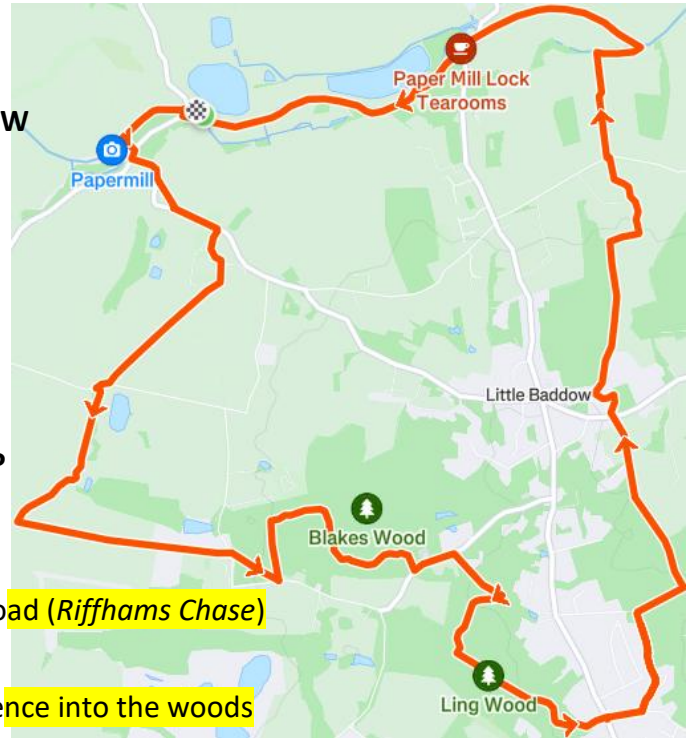 W
Paper Mill Lock
Tearooms
Papermill
Little Baddow
P
Blakes Wood
oad (Riffhams Chase)
ence into the woods
Ling Wood